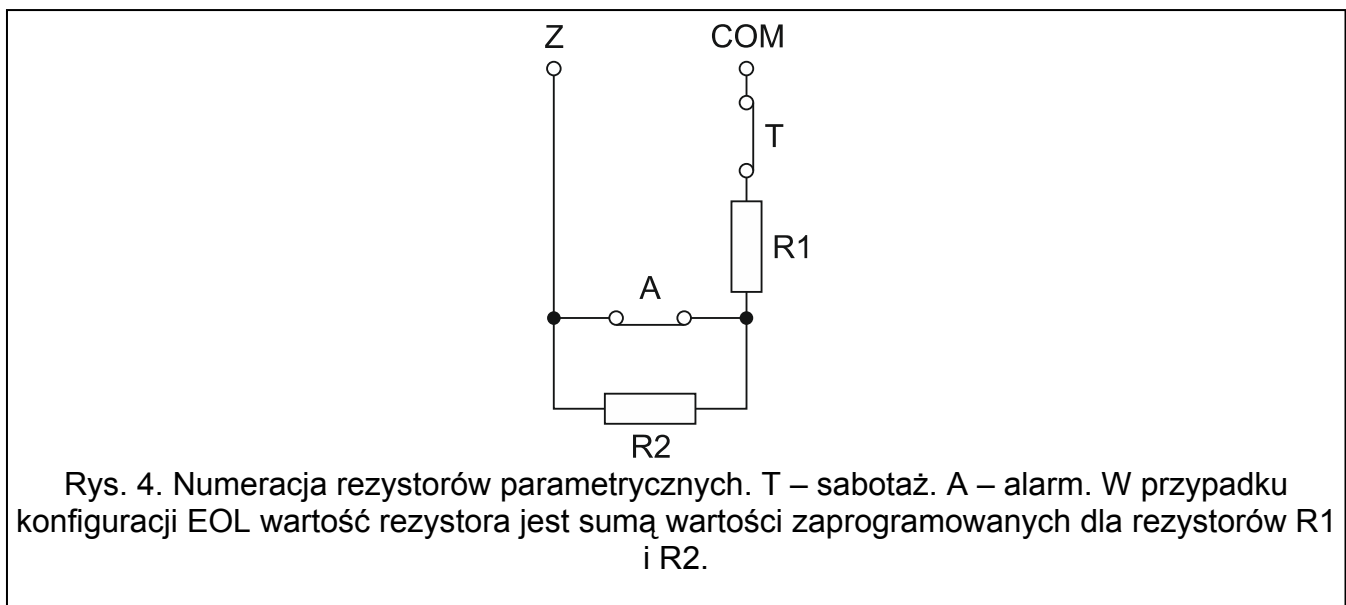 Z
COM
T
R1
A
R2
Rys. 4. Numeracja rezystorów parametrycznych. T – sabotaż. A – alarm. W przypadku
konfiguracji EOL wartość rezystora jest sumą wartości zaprogramowanych dla rezystorów R1
i R2.